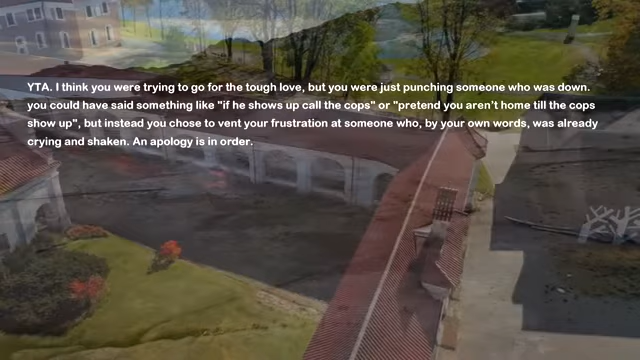 YTA. I think you were trying to go for the tough love, but you were just punching someone who was down.
you could have said something like "if he shows up call the cops" or "pretend you aren't home till the cops
show up", but instead you chose to vent your frustration at someone who, by your own words, was already
crying and shaken. An apology is in order.